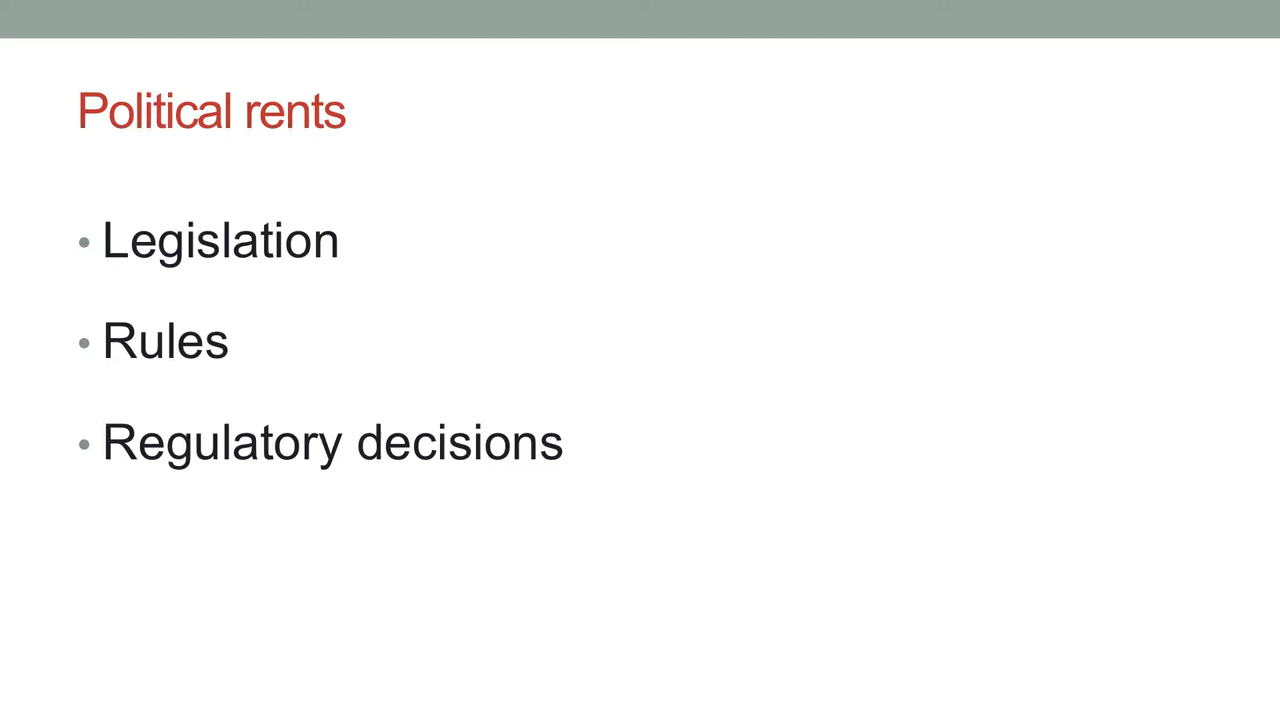 Political rents
• Legislation
• Rules
• Regulatory decisions